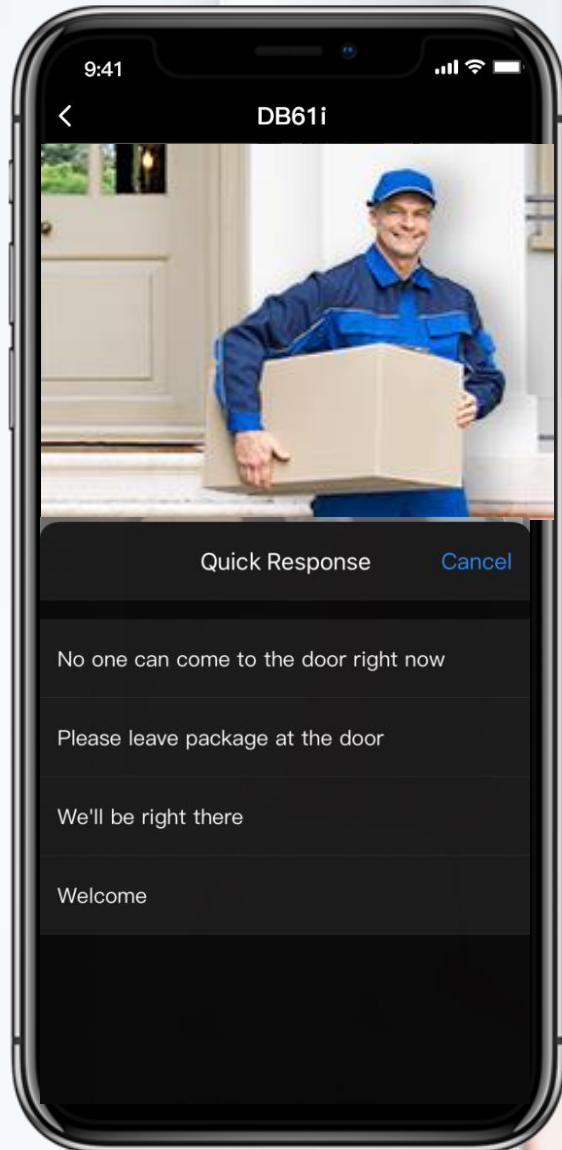 9:41
DB61i
Quick Response
Cancel
No one can come to the door right now
Please leave package at the door
We'll be right there
Welcome